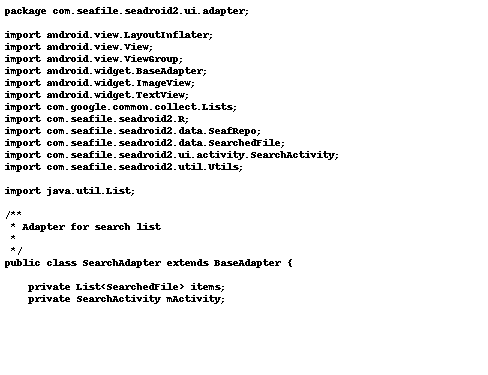 package com.seafile.seadroid2.ui.adapter;

import android.view.LayoutInflater;
import android.view.View;
import android.view.ViewGroup;
import android.widget.BaseAdapter;
import android.widget.ImageView;
import android.widget.TextView;
import com.google.common.collect.Lists;
import com.seafile.seadroid2.R;
import com.seafile.seadroid2.data.SeafRepo;
import com.seafile.seadroid2.data.SearchedFile;
import com.seafile.seadroid2.ui.activity.SearchActivity;
import com.seafile.seadroid2.util.Utils;

import java.util.List;

/**
 * Adapter for search list
 *
 */
public class SearchAdapter extends BaseAdapter {

    private List<SearchedFile> items;
    private SearchActivity mActivity;